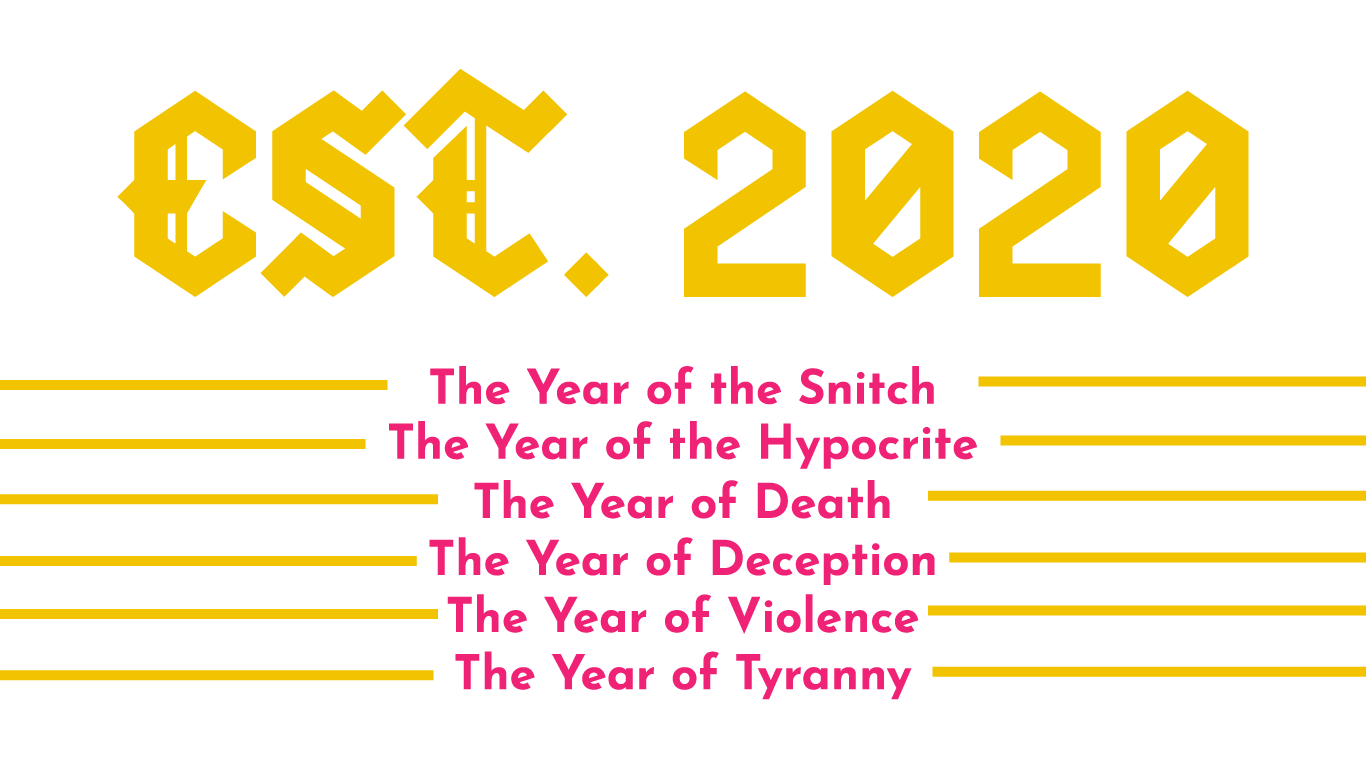 EST. 2020
The Year of the Snitch
The Year of the Hypocrite
The Year of Death
The Year of Deception
The Year of Violence
The Year of Tyranny